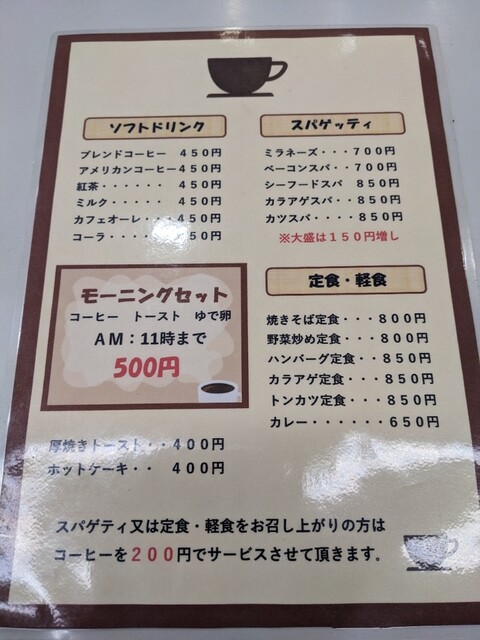 ソフトドリンク
ブレンドコーヒー 450円
アメリカンコーヒー450円
紅茶・・・・・・ 450円
ミルク・・・・・ 450円
カフェオーレ・・・450円
コーラ・・・・・ 50円
スパゲッティ
ミラネーズ・・・700円
ベーコンスパ・・700円
シーフードスパ 850円
カラアゲスパ・・850円
カツスパ・・・・850円
※大盛は150円増し
モーニングセット
コーヒー トースト ゆで卵
AM:11時まで
500円
定食・軽食
焼きそば定食・・・800円
野菜炒め定食・・・800円
ハンバーグ定食・・850円
カラアゲ定食・・・850円
トンカツ定食・・・850円
カレー・・・・・・650円
厚焼きトースト・・400円
ホットケーキ・・ 400円
スパゲティ又は定食・軽食をお召し上がりの方は
コーヒーを200円でサービスさせて頂きます。